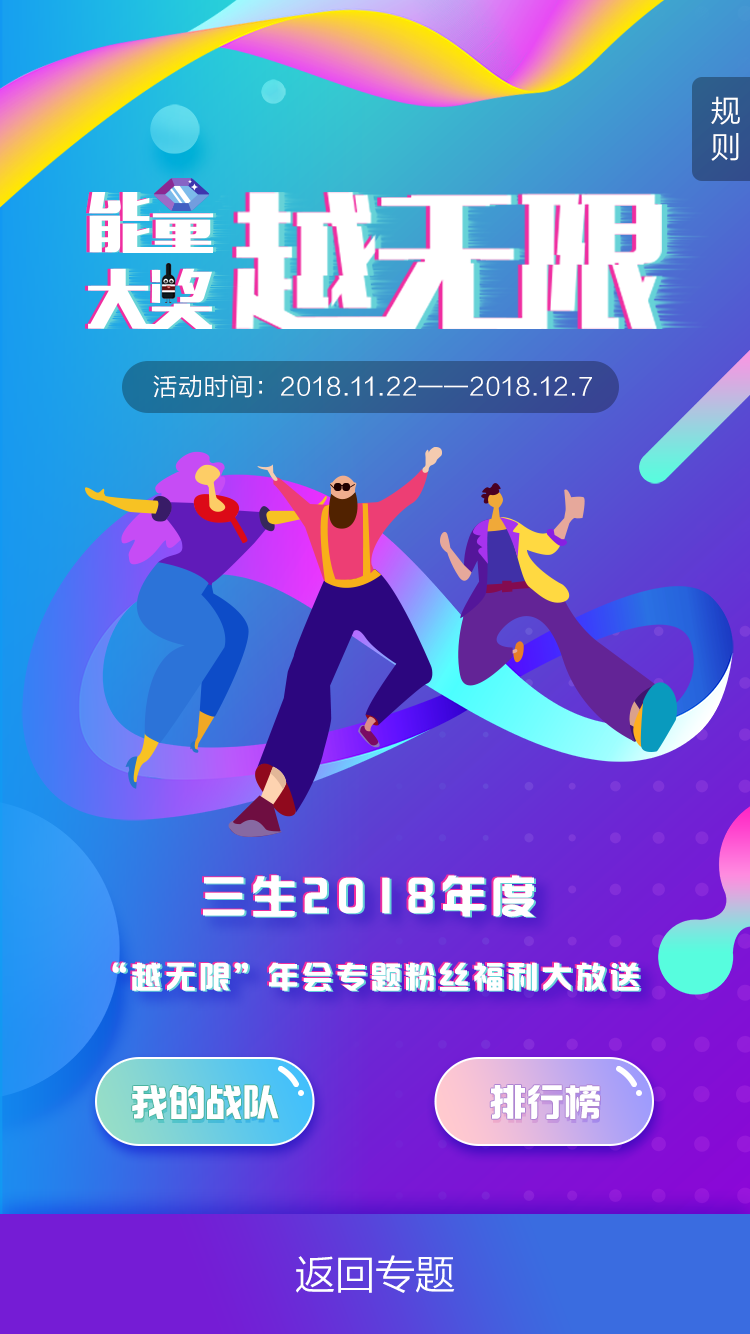 规则
能量
大奖
越无限
活动时间：2018.11.22——2018.12.7
三生2018年度
“越无限”年会专题粉丝福利大放送
我的战队
排行榜
返回专题